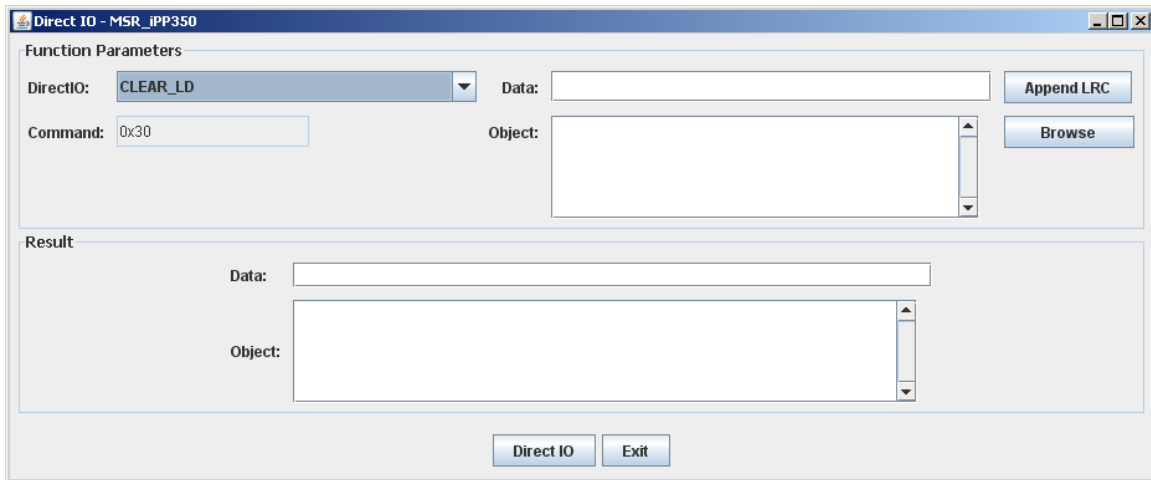 Direct IO - MSR_iPP350
Function Parameters
DirectIO: CLEAR_LD Data: Append LRC
Command: 0x30 Object: Browse
Result
Data:
Object:
Direct IO Exit